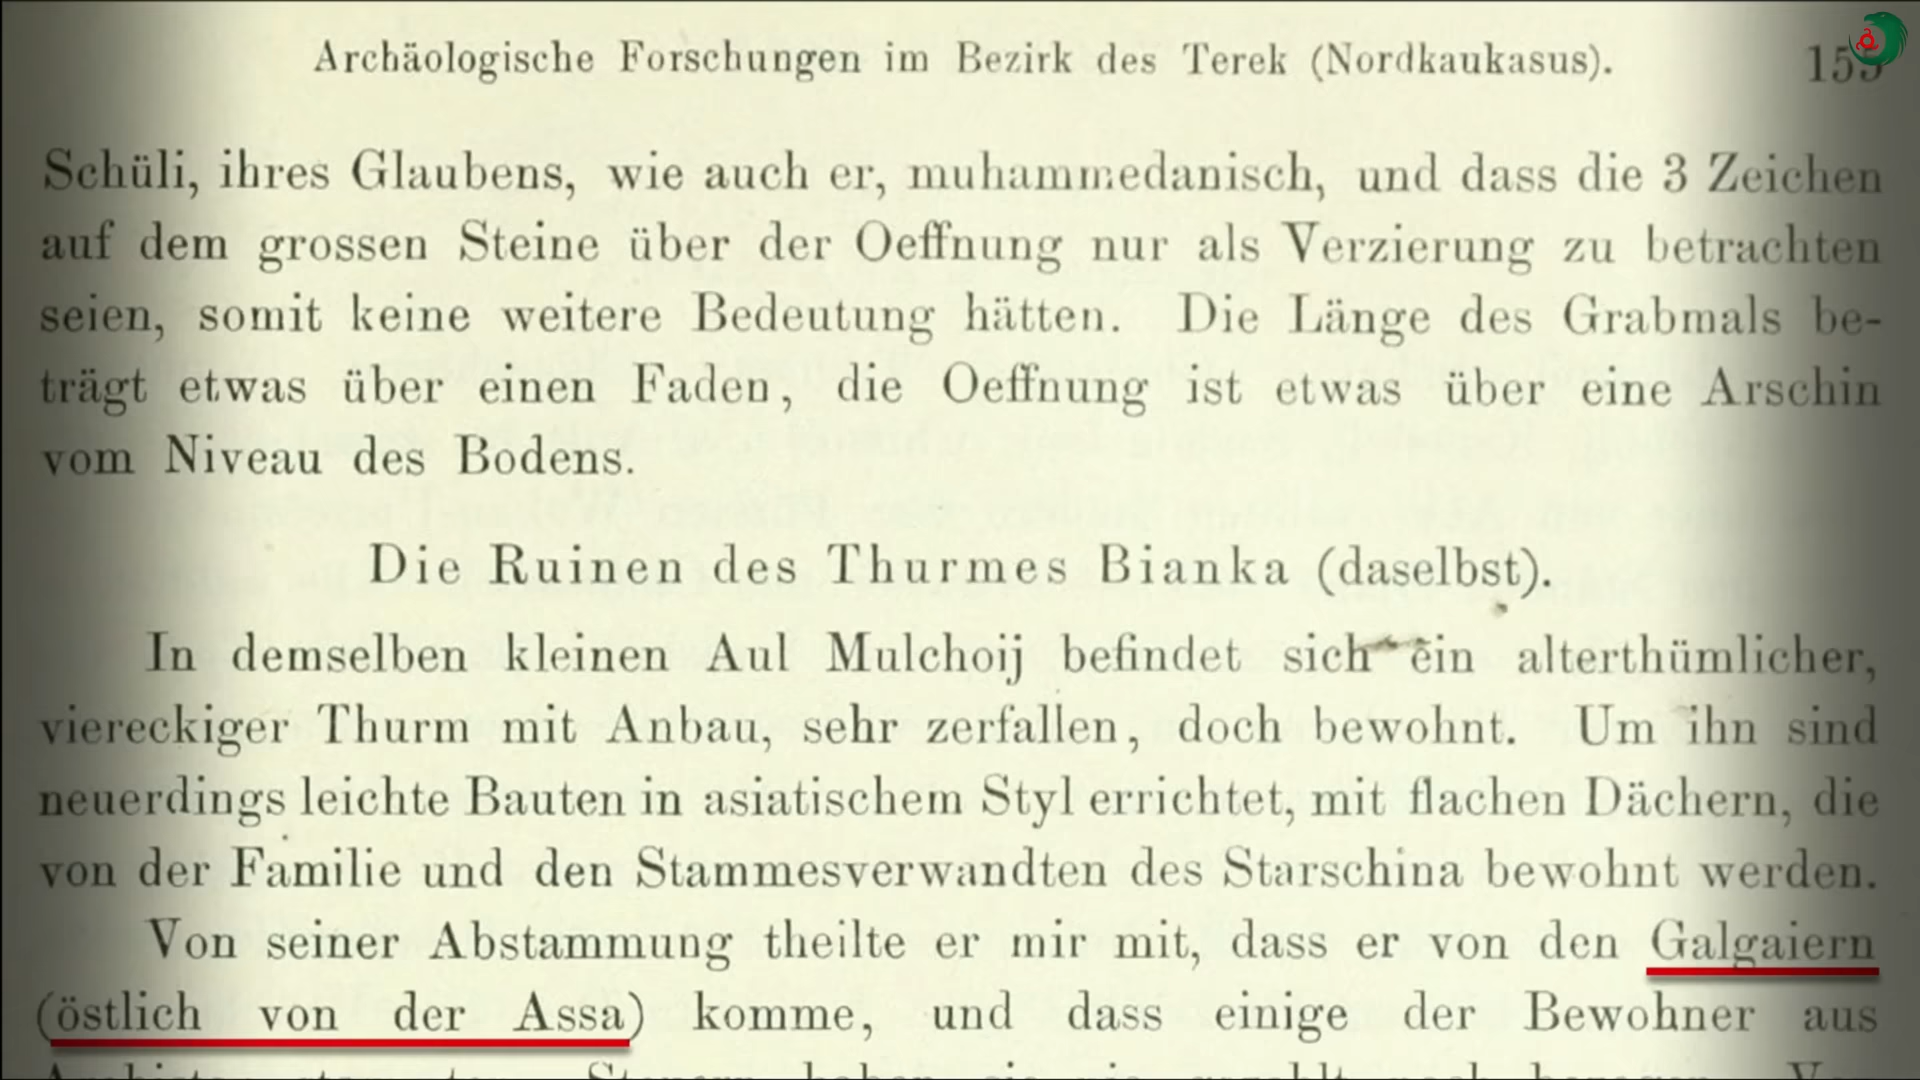 Archäologische Forschungen im Bezirk des Terek (Nordkaukasus). 155
Schüli, ihres Glaubens, wie auch er, muhammedanisch, und dass die 3 Zeichen
auf dem grossen Steine über der Oeffnung nur als Verzierung zu betrachten
seien, somit keine weitere Bedeutung hätten. Die Länge des Grabmals be-
trägt etwas über einen Faden, die Oeffnung ist etwas über eine Arschin
vom Niveau des Bodens.
Die Ruinen des Thurmes Bianka (daselbst).
In demselben kleinen Aul Mulchoij befindet sich ein alterthümlicher,
viereckiger Thurm mit Anbau, sehr zerfallen, doch bewohnt. Um ihn sind
neuerdings leichte Bauten in asiatischem Styl errichtet, mit flachen Dächern, die
von der Familie und den Stammesverwandten des Starschina bewohnt werden.
Von seiner Abstammung theilte er mir mit, dass er von den Galgaiern
(östlich von der Assa) komme, und dass einige der Bewohner aus